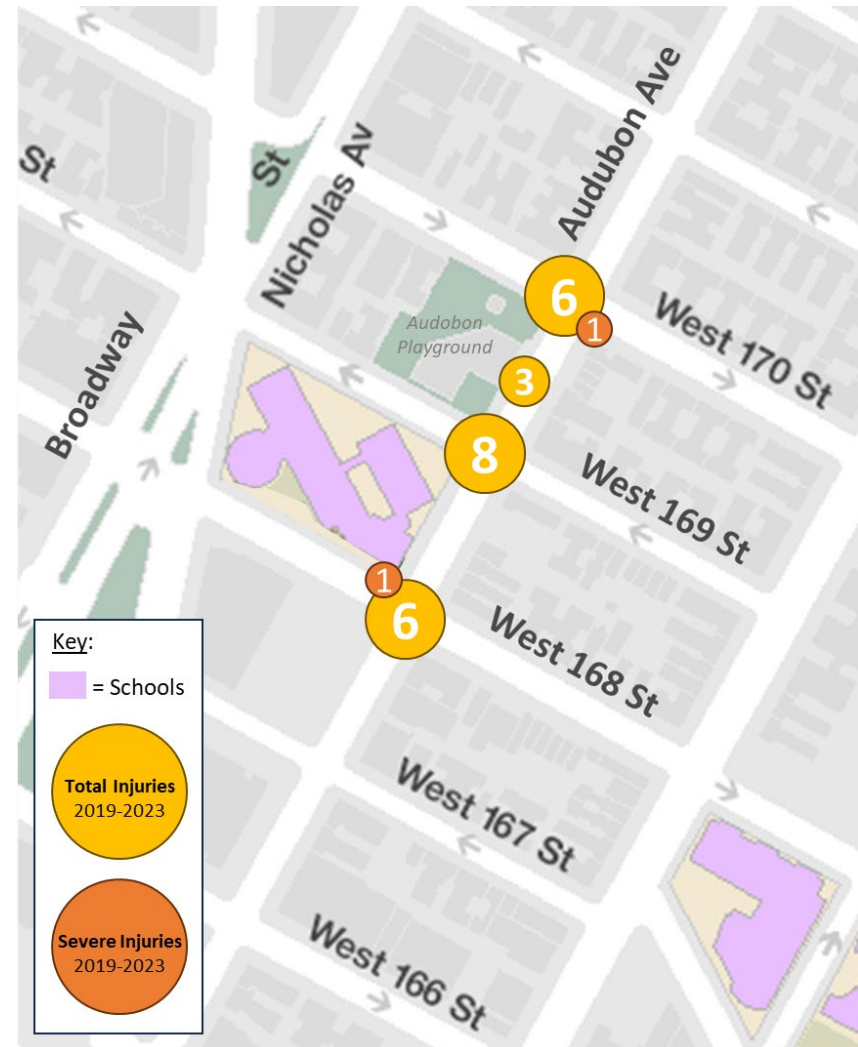 St
St
Nicholas Av
Audubon Ave
Broadway
Audobon
Playground
6
1
3
8
1
6
West 170 St
West 169 St
West 168 St
West 167 St
West 166 St
Key:
= Schools
Total Injuries
2019-2023
Severe Injuries
2019-2023